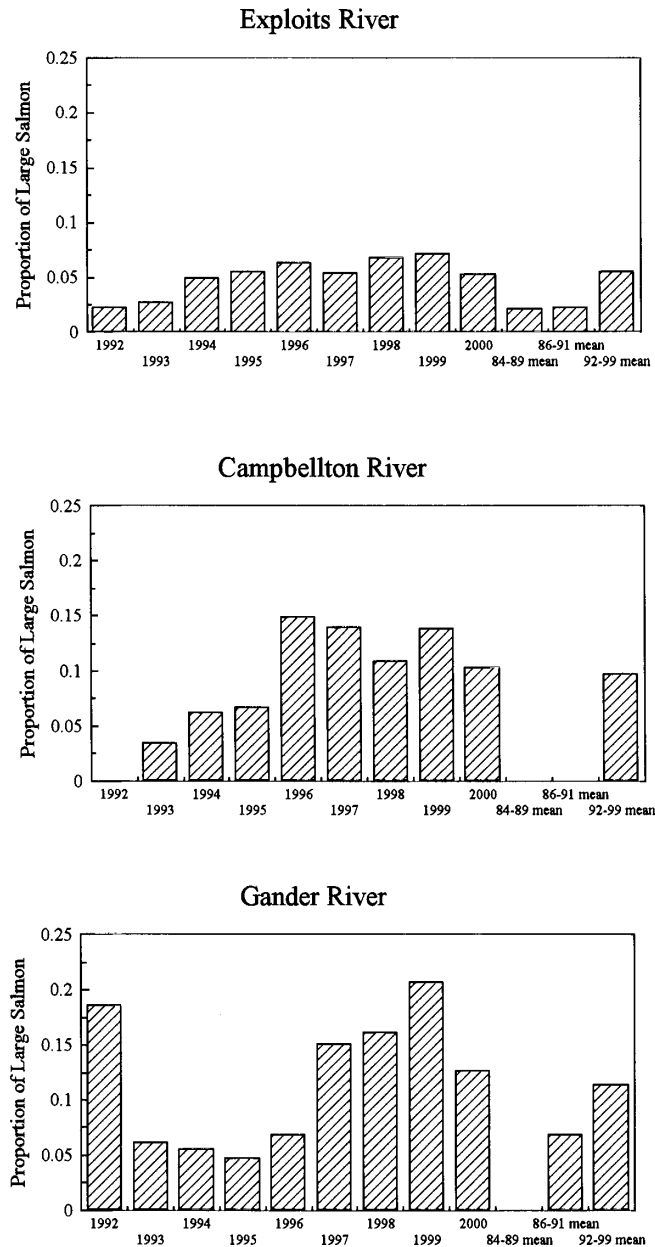 Exploits River
Proportion of Large Salmon
0.25
0.2
0.15
0.1
0.05
0
1992 1994 1996 1998 2000 86-91 mean
1993 1995 1997 1999 84-89 mean 92-99 mean
Campbellton River
Proportion of Large Salmon
0.25
0.2
0.15
0.1
0.05
0
1992 1994 1996 1998 2000 86-91 mean
1993 1995 1997 1999 84-89 mean 92-99 mean
Gander River
Proportion of Large Salmon
0.25
0.2
0.15
0.1
0.05
0
1992 1994 1996 1998 2000 86-91 mean
1993 1995 1997 1999 84-89 mean 92-99 mean